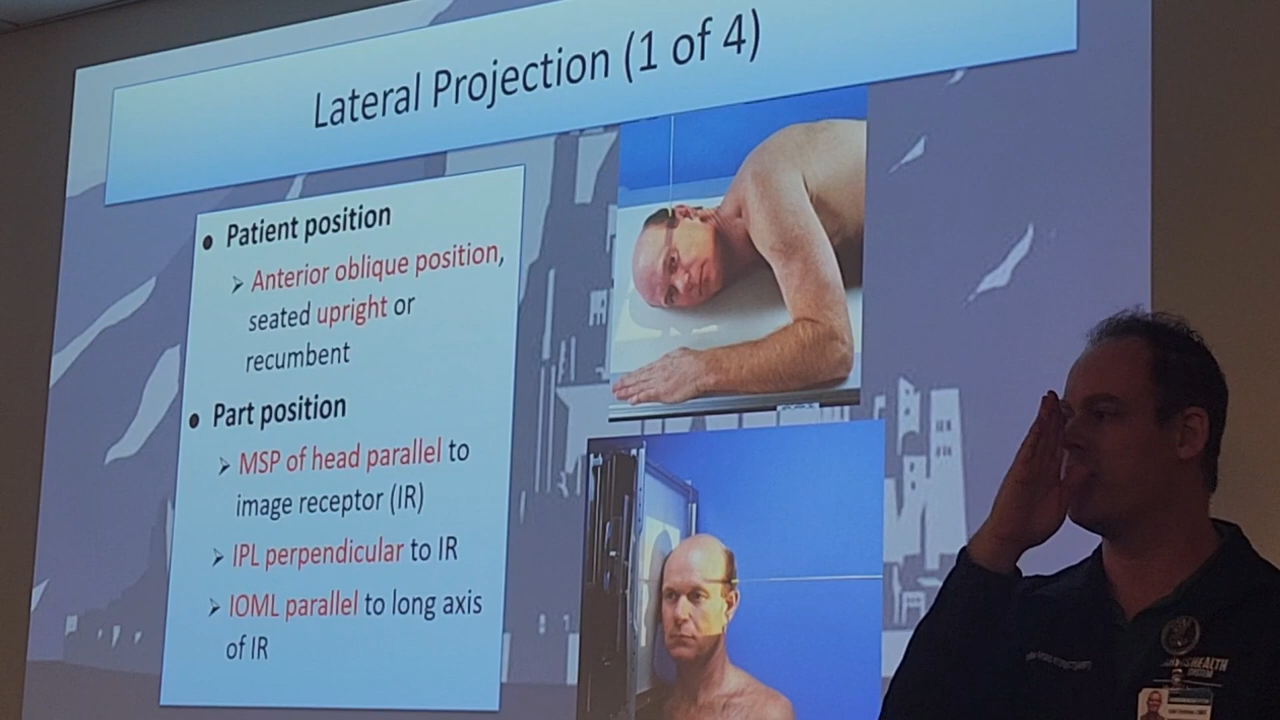 Lateral Projection (1 of 4)
• Patient position
➢ Anterior oblique position,
seated upright or
recumbent
• Part position
➢ MSP of head parallel to
image receptor (IR)
➢ IPL perpendicular to IR
➢ IOML parallel to long axis
of IR
HEALTH